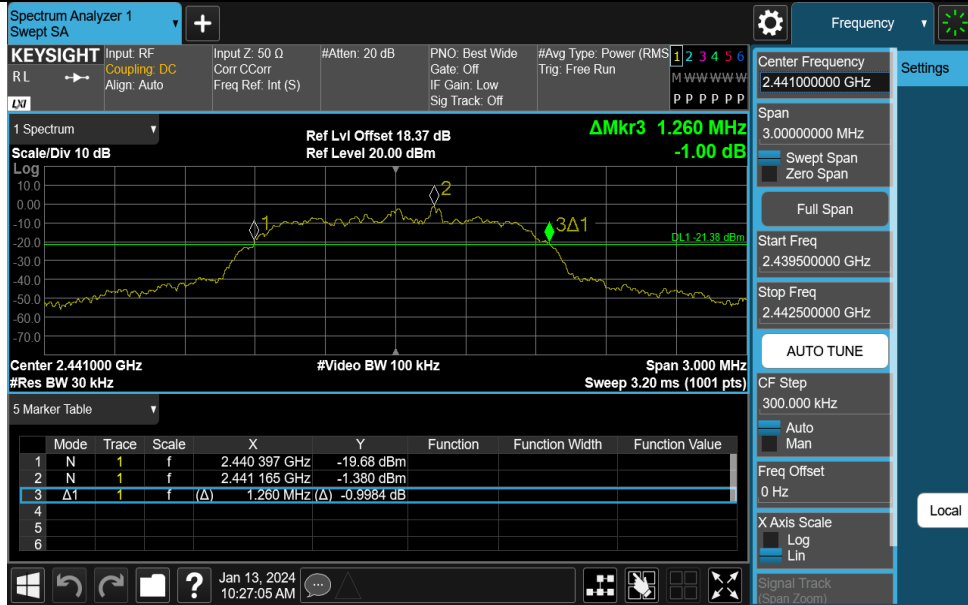 Spectrum Analyzer 1
Swept SA
+
Frequency
KEYSIGHT
R L
LXI
Input: RF
Coupling: DC
Align: Auto
Input Z: 50 Ω
Corr CCorr
Freq Ref: Int (S)
#Atten: 20 dB
PNO: Best Wide
Gate: Off
IF Gain: Low
Sig Track: Off
#Avg Type: Power (RMS
Trig: Free Run
1 2 3 4 5 6
M W W W W W
P P P P P P
1 Spectrum
Scale/Div 10 dB
Ref Lvl Offset 18.37 dB
Ref Level 20.00 dBm
ΔMkr3 1.260 MHz
-1.00 dB
Log
10.0
0.00
-10.0
-20.0
-30.0
-40.0
-50.0
-60.0
-70.0
1
2
3Δ1
DL1 -21.38 dBm
Center 2.441000 GHz
#Video BW 100 kHz
Span 3.000 MHz
#Res BW 30 kHz
Sweep 3.20 ms (1001 pts)
5 Marker Table
Mode Trace Scale X Y Function Function Width Function Value
1 N 1 f 2.440 397 GHz -19.68 dBm
2 N 1 f 2.441 165 GHz -1.380 dBm
3 Δ1 1 f (Δ) 1.260 MHz (Δ) -0.9984 dB
4
5
6
?
Jan 13, 2024
10:27:05 AM
Center Frequency
2.441000000 GHz
Span
3.00000000 MHz
Swept Span
Zero Span
Full Span
Start Freq
2.439500000 GHz
Stop Freq
2.442500000 GHz
AUTO TUNE
CF Step
300.000 kHz
Auto
Man
Freq Offset
0 Hz
X Axis Scale
Log
Lin
Signal Track
(Span Zoom)
Settings
Local